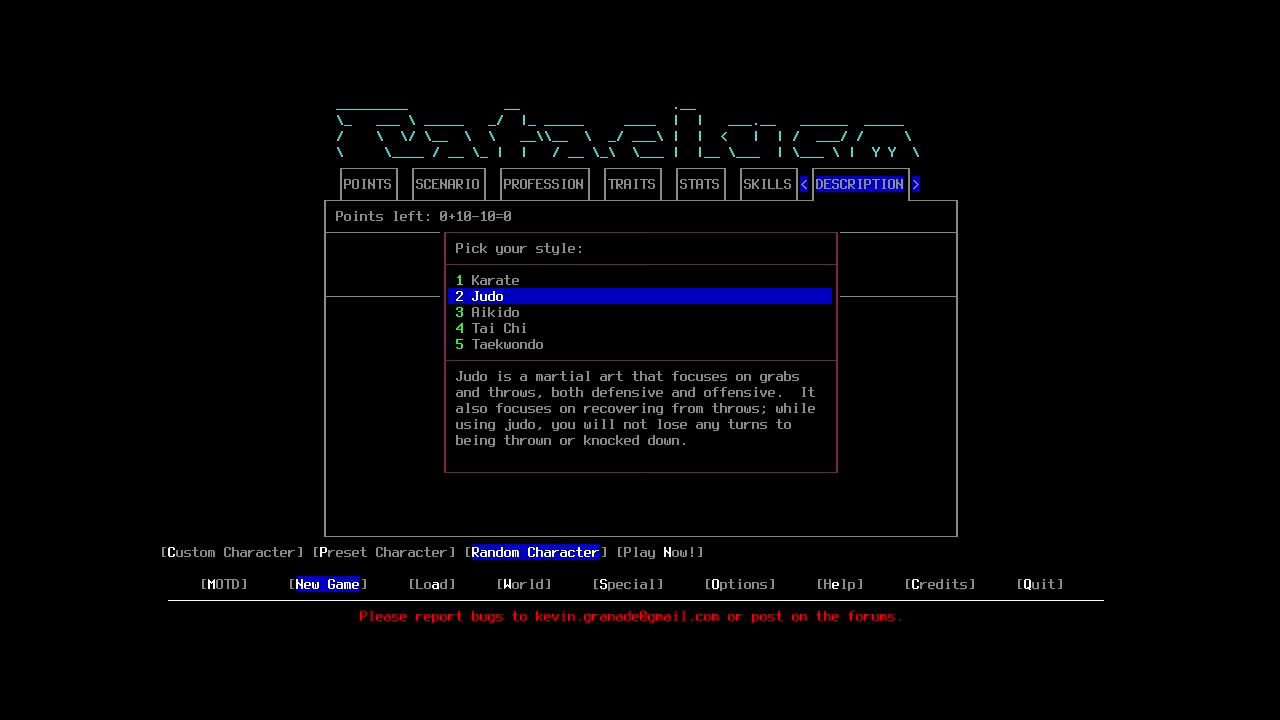 POINTS SCENARIO PROFESSION TRAITS STATS SKILLS < DESCRIPTION >
Points left: 0+10-10=0
Pick your style:
1 Karate
2 Judo
3 Aikido
4 Tai Chi
5 Taekwondo
Judo is a martial art that focuses on grabs
and throws, both defensive and offensive.  It
also focuses on recovering from throws; while
using judo, you will not lose any turns to
being thrown or knocked down.
[Custom Character] [Preset Character] [Random Character] [Play Now!]
[MOTD] [New Game] [Load] [World] [Special] [Options] [Help] [Credits] [Quit]
Please report bugs to kevin.granade@gmail.com or post on the forums.